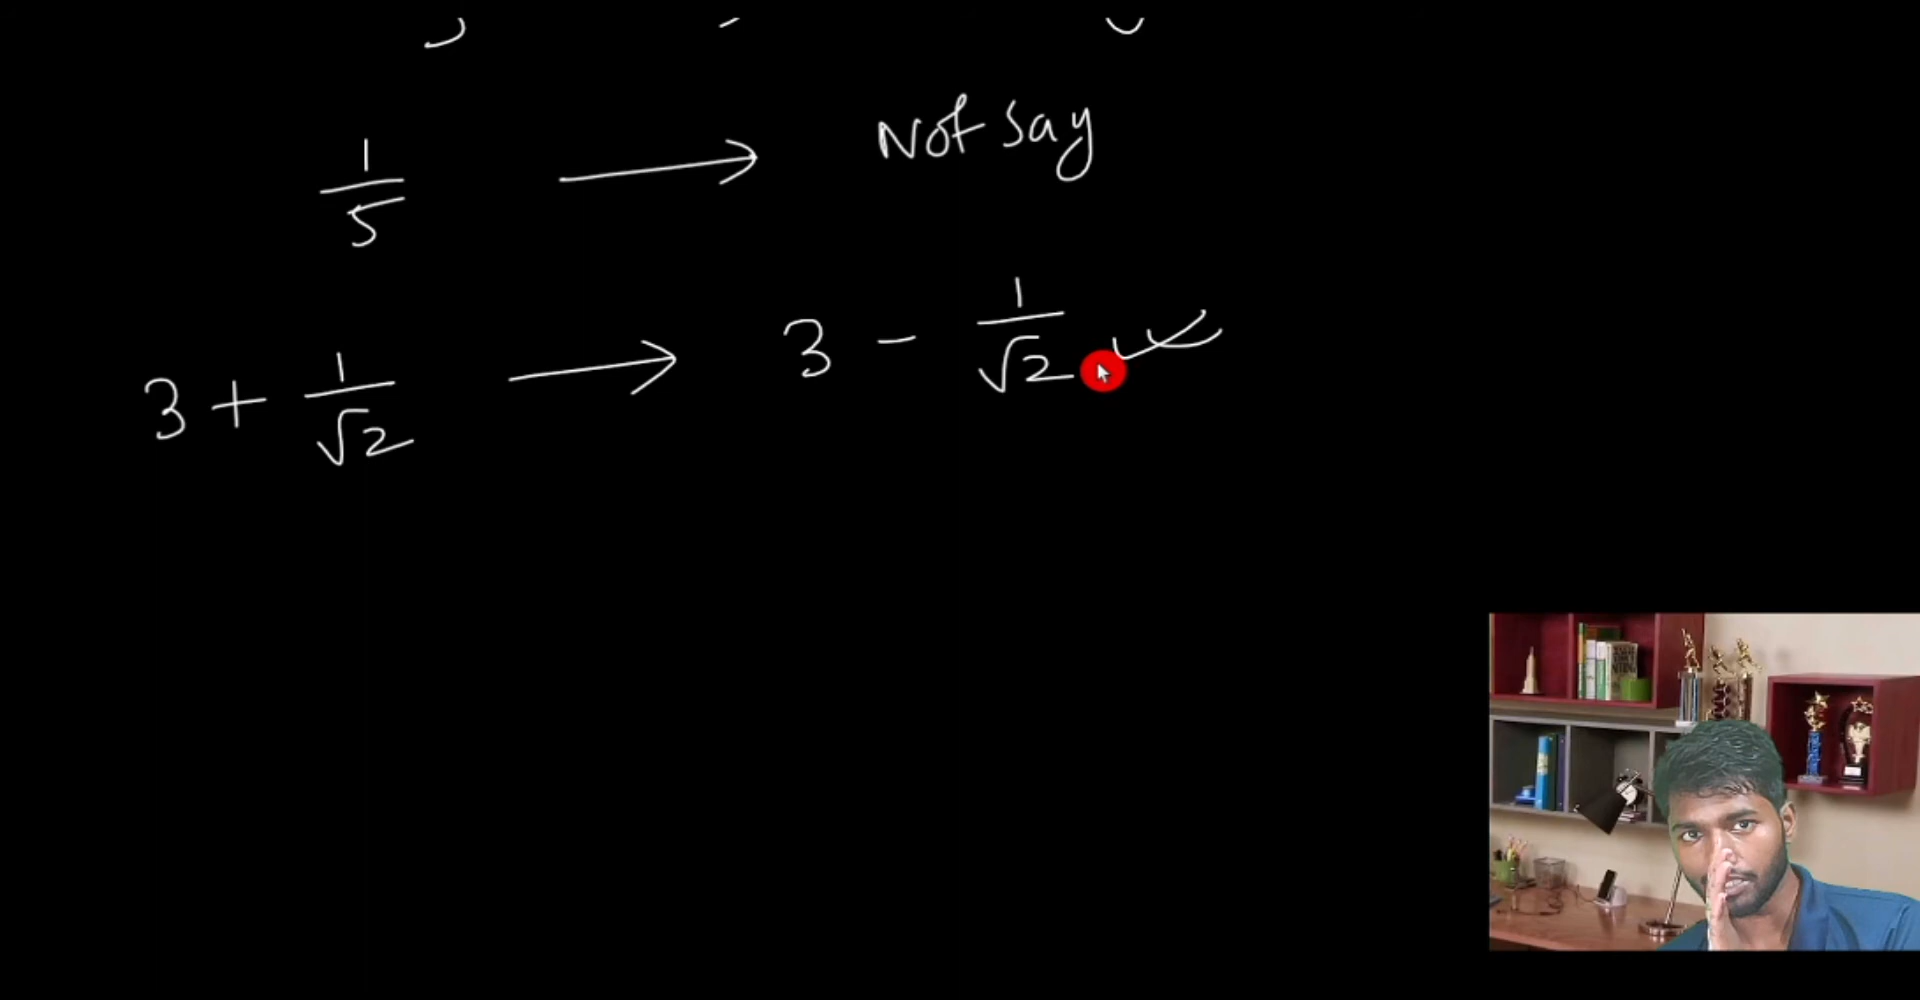 1/5 → Not say
3 + 1/√2 → 3 - 1/√2 ✓